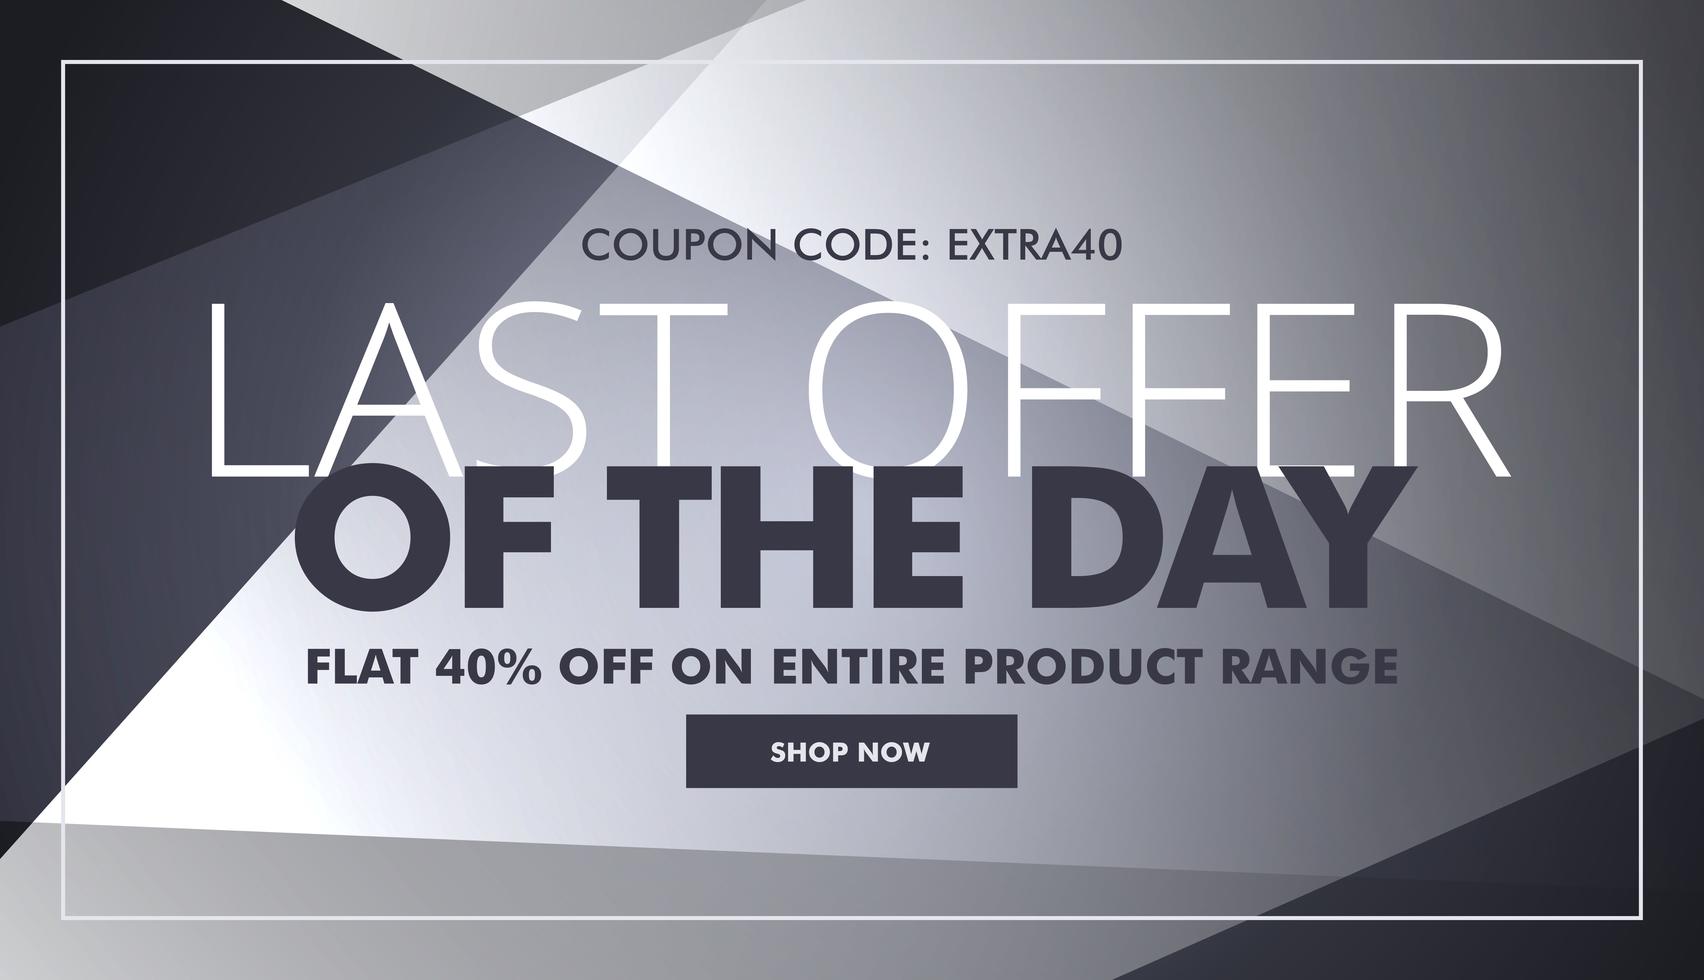 COUPON CODE: EXTRA40
LAST OFFER
OF THE DAY
FLAT 40% OFF ON ENTIRE PRODUCT RANGE
SHOP NOW